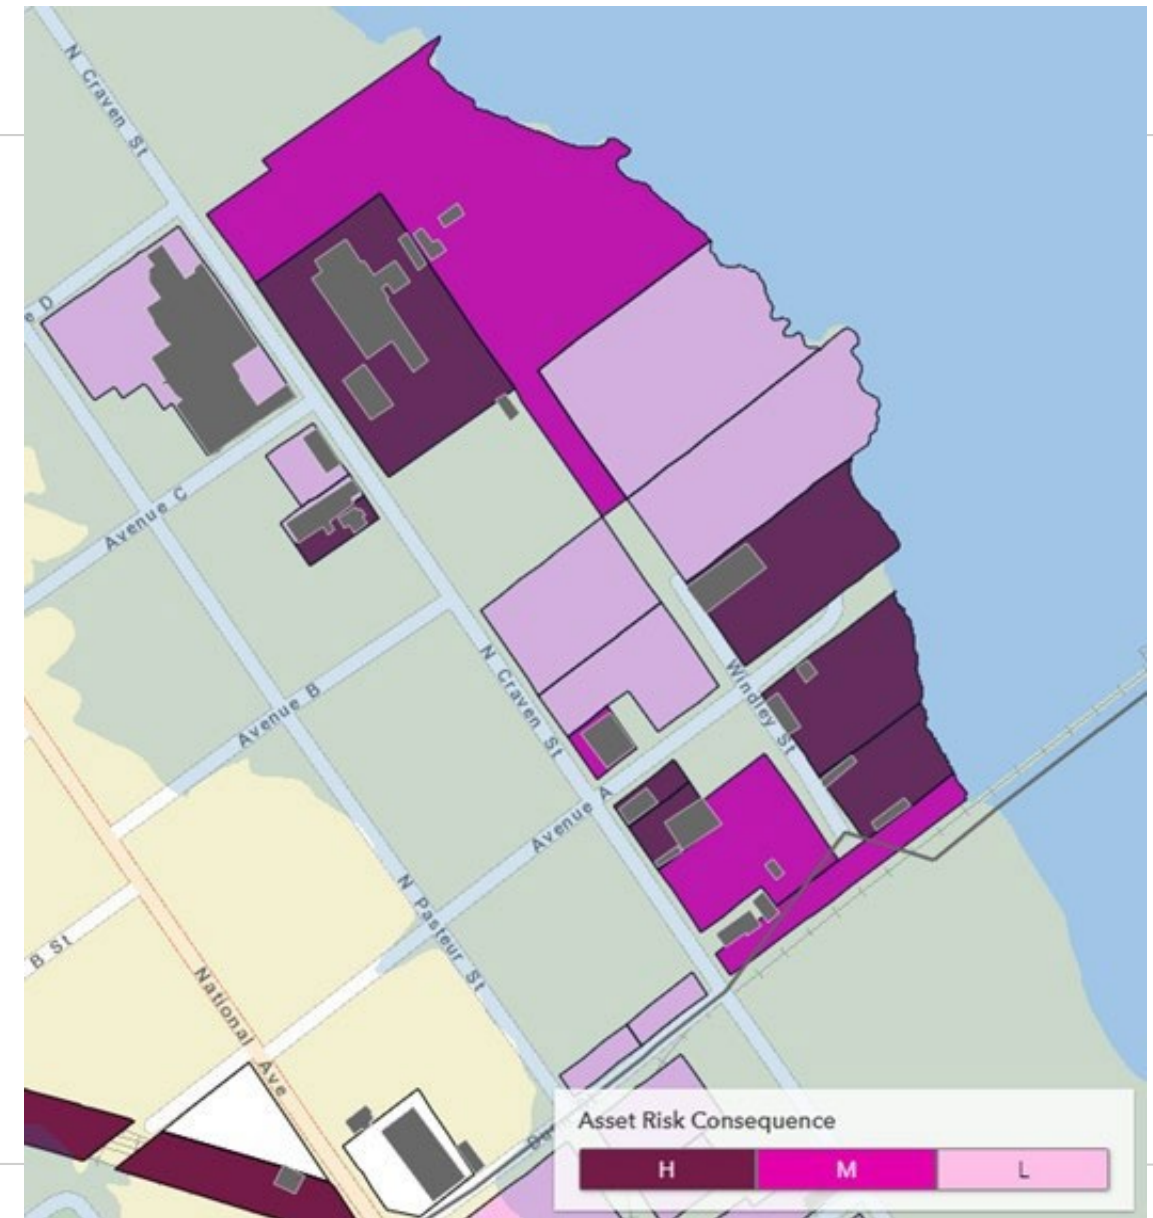 N Craven St
e D
Avenue C
N Craven St
Windley St
Avenue B
Avenue A
N Pasteur St
B St
National Ave
Asset Risk Consequence
H M L